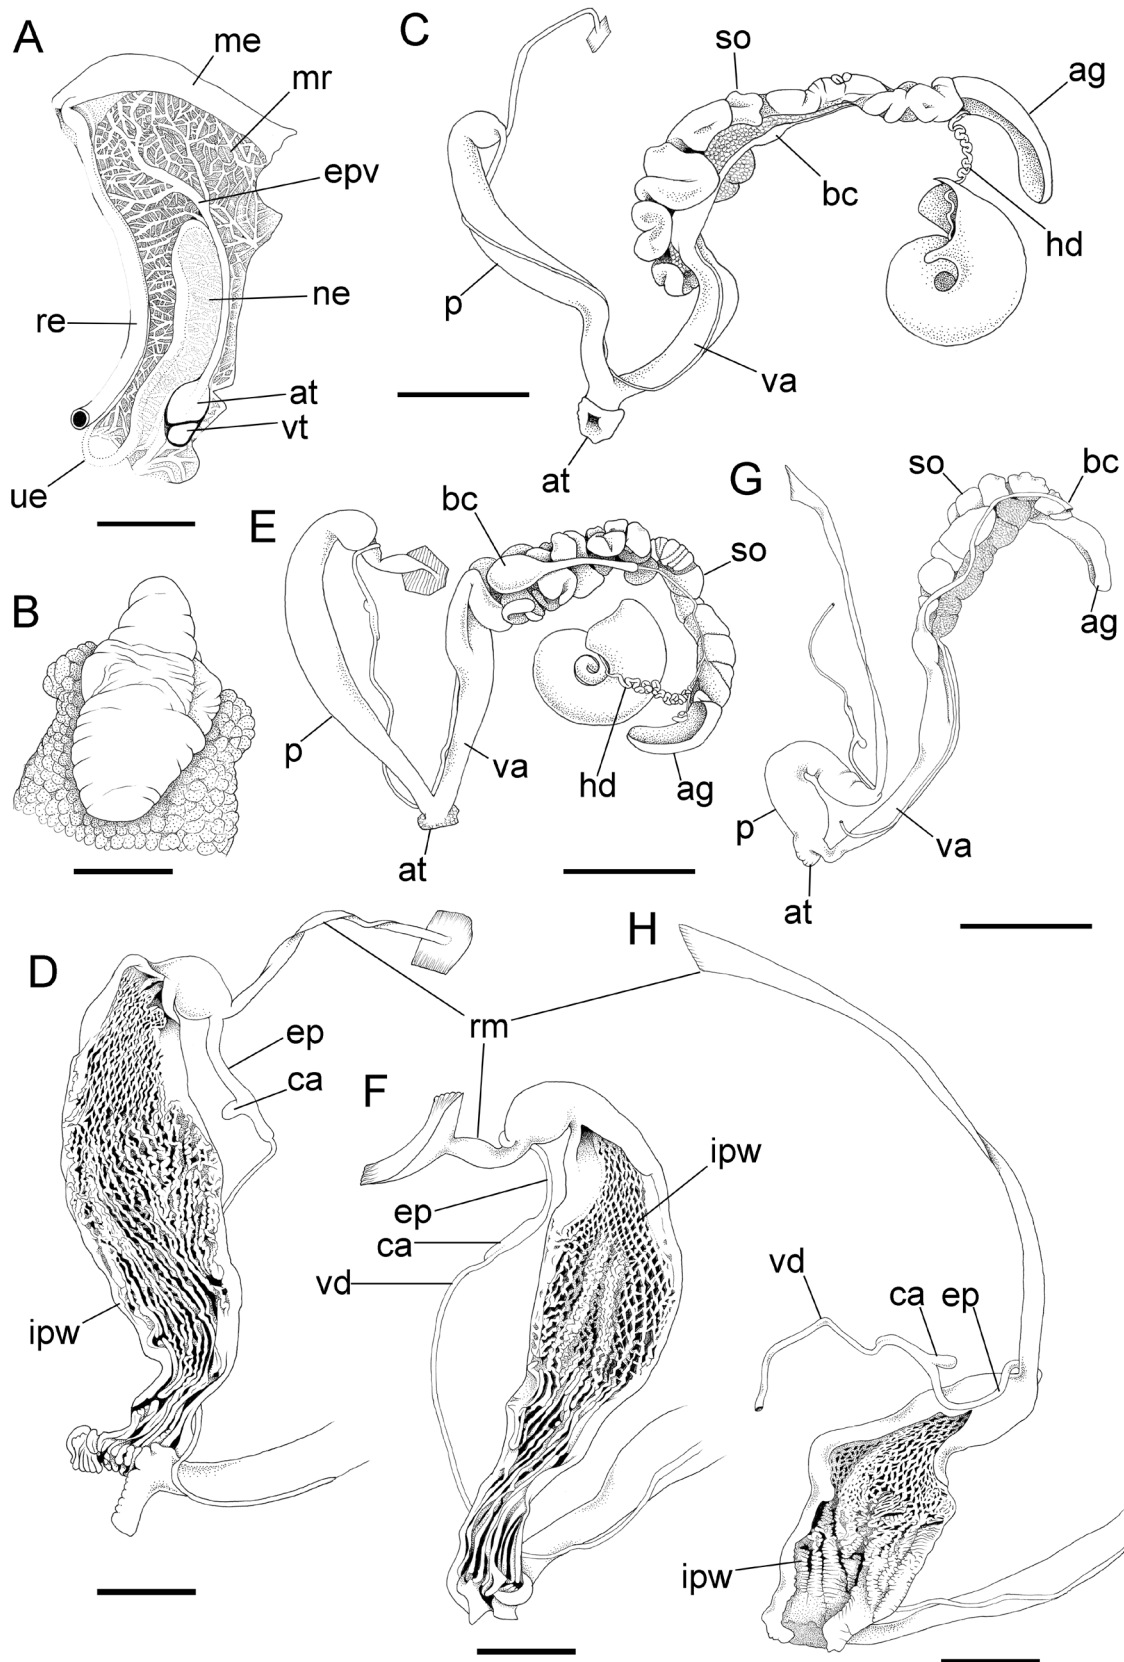 A
me
mr
epv
ne
re
at
vt
ue
B
C
so
ag
bc
hd
p
va
at
E
bc
so
p
va
hd
ag
at
G
so
bc
ag
p
va
at
D
rm
ep
ca
ipw
F
ipw
ep
ca
vd
H
vd
ca ep
ipw